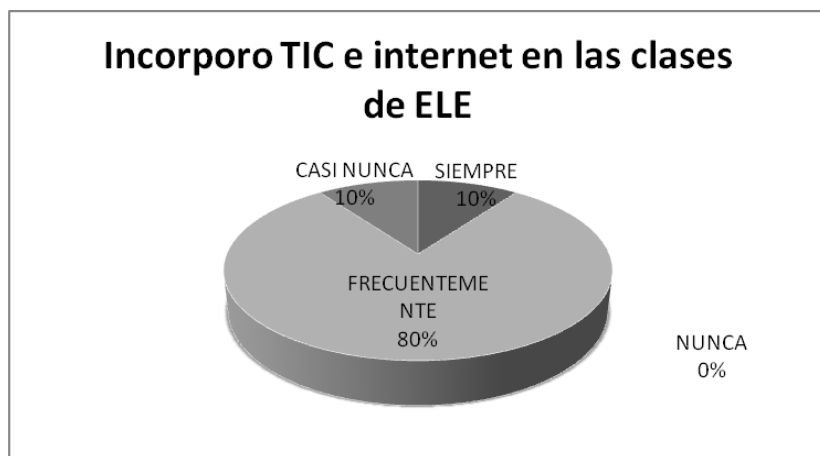 Incorporo TIC e internet en las clases
de ELE
CASI NUNCA
10%
SIEMPRE
10%
FRECUENTEME
NTE
80%
NUNCA
0%